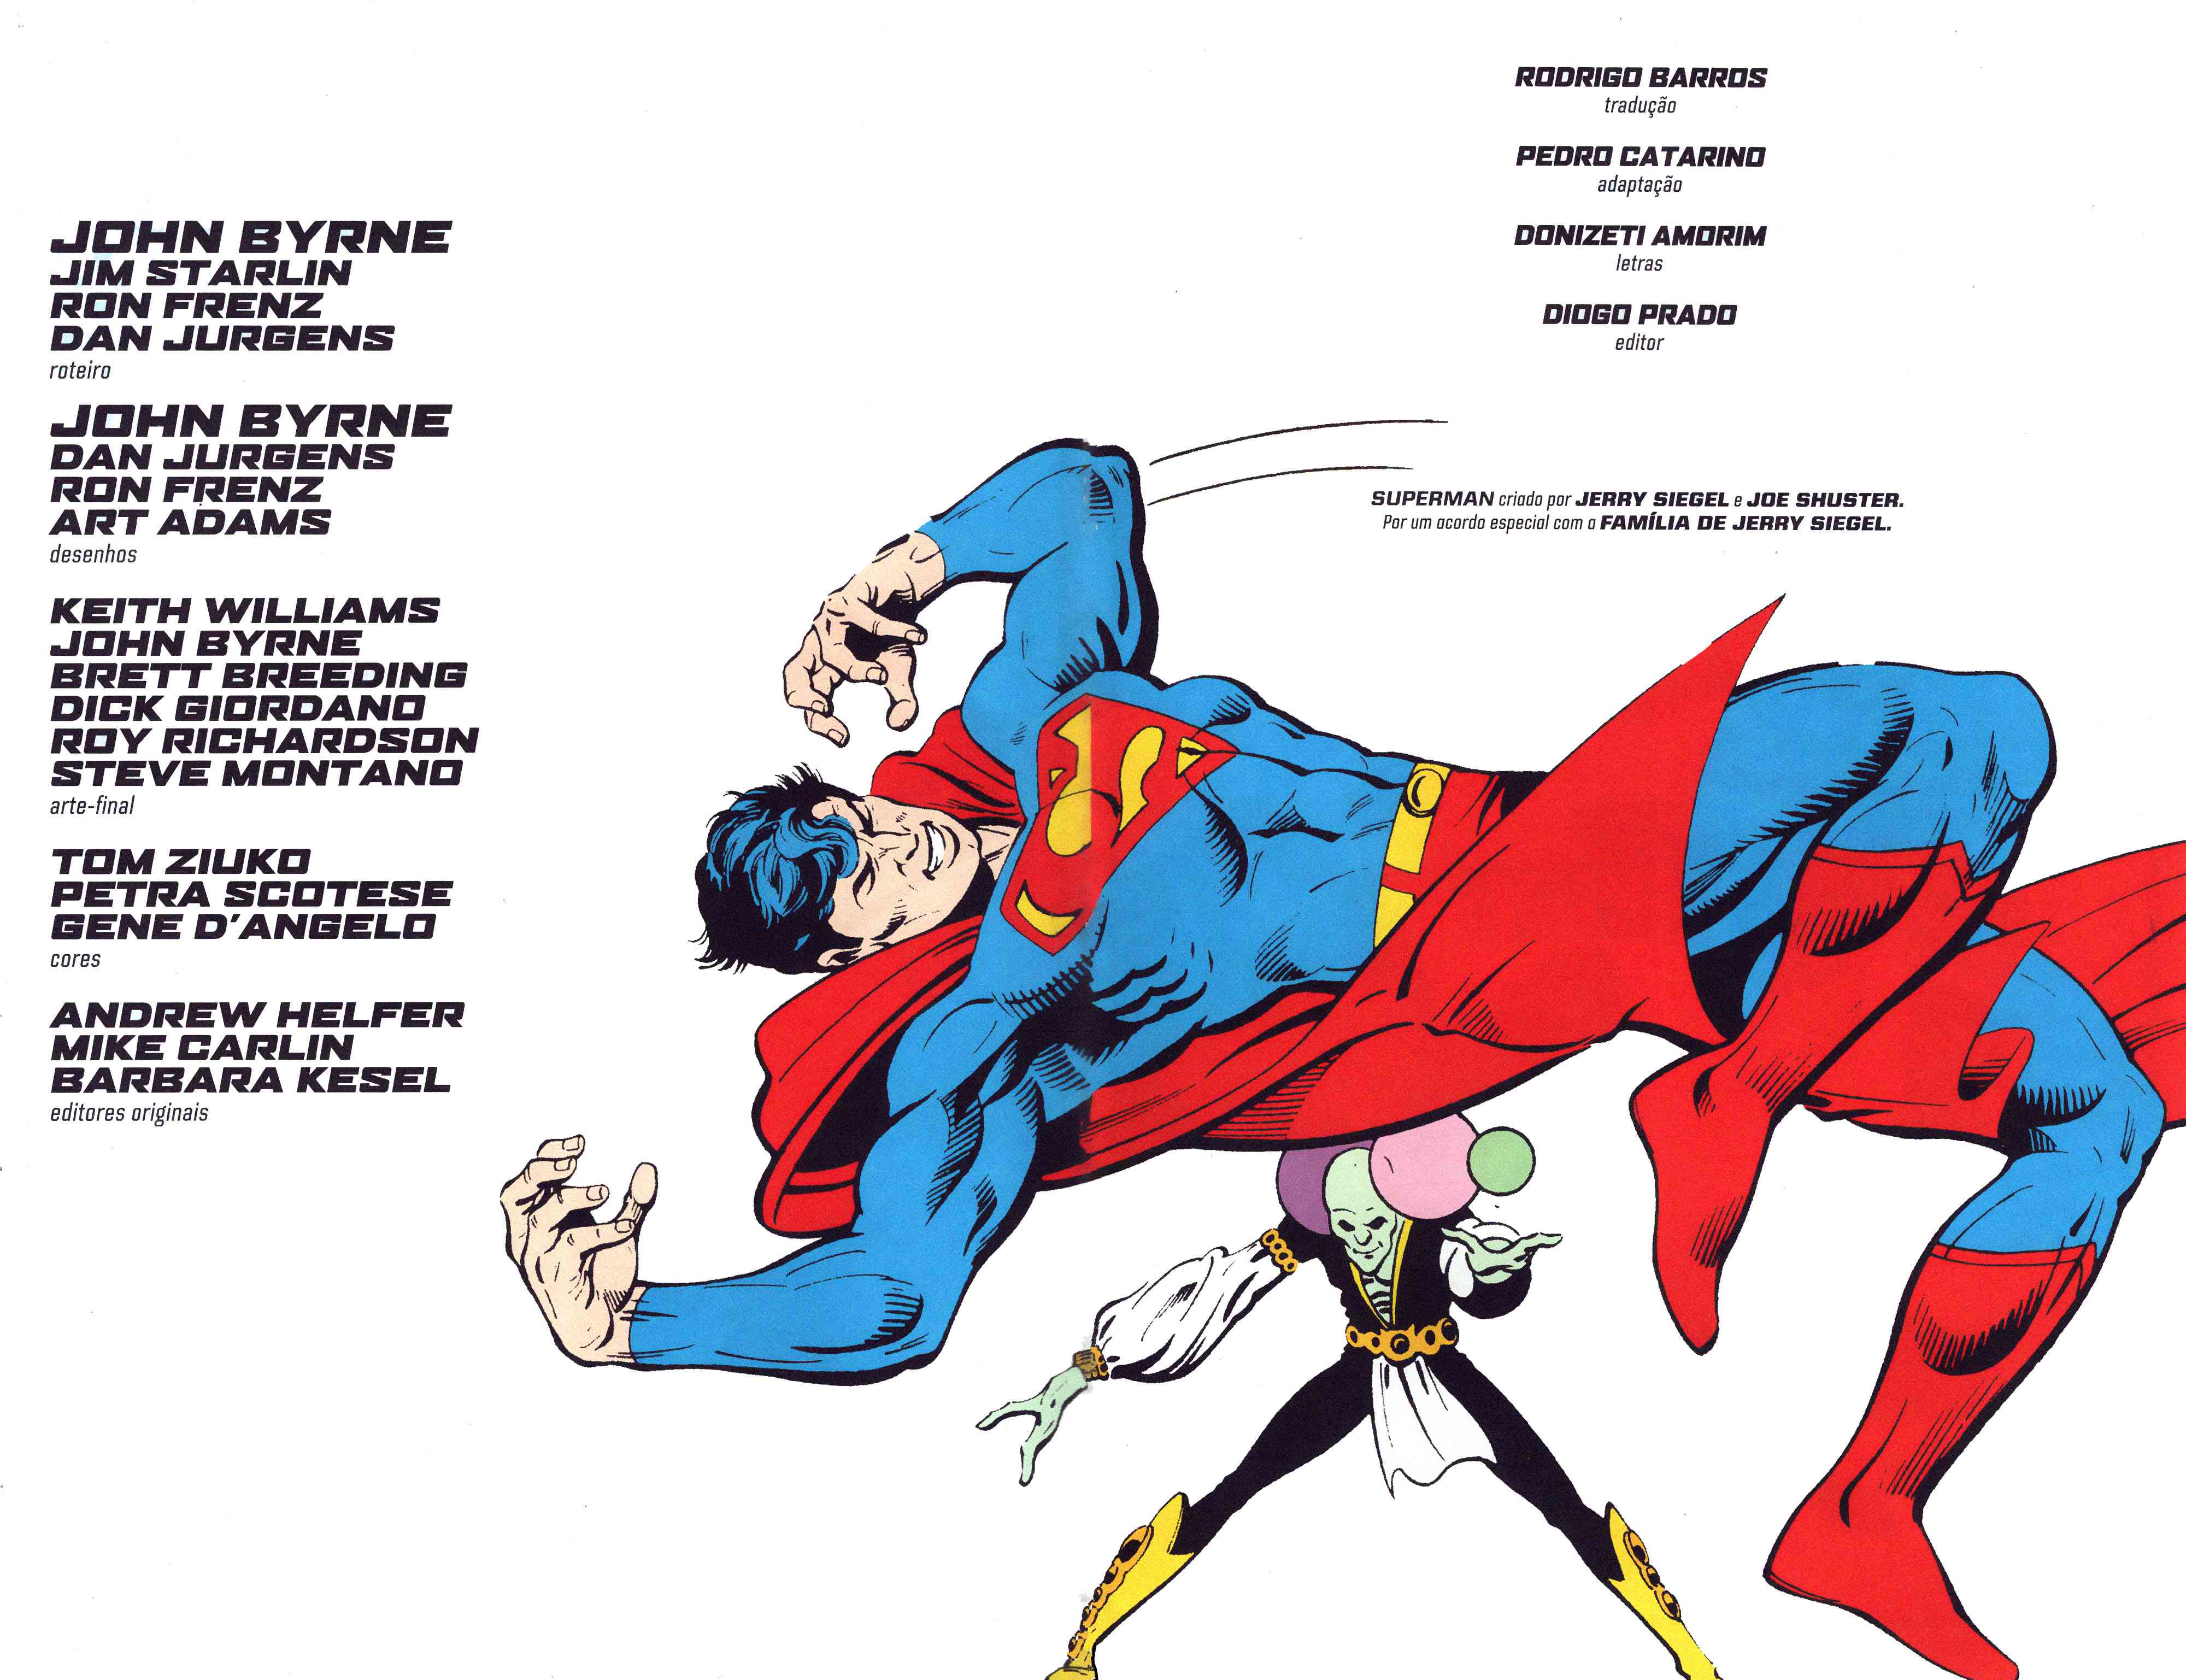 JOHN BYRNE
JIM STARLIN
RON FRENZ
DAN JURGENS
roteiro
JOHN BYRNE
DAN JURGENS
RON FRENZ
ART ADAMS
desenhos
KEITH WILLIAMS
JOHN BYRNE
BRETT BREEDING
DICK GIORDANO
ROY RICHARDSON
STEVE MONTANO
arte-final
TOM ZIUKO
PETRA SCOTESE
GENE D'ANGELO
cores
ANDREW HELFER
MIKE CARLIN
BARBARA KESEL
editores originais
RODRIGO BARROS
tradução
PEDRO CATARINO
adaptação
DONIZETI AMORIM
letras
DIOGO PRADO
editor
SUPERMAN criado por JERRY SIEGEL e JOE SHUSTER.
Por um acordo especial com a FAMÍLIA DE JERRY SIEGEL.